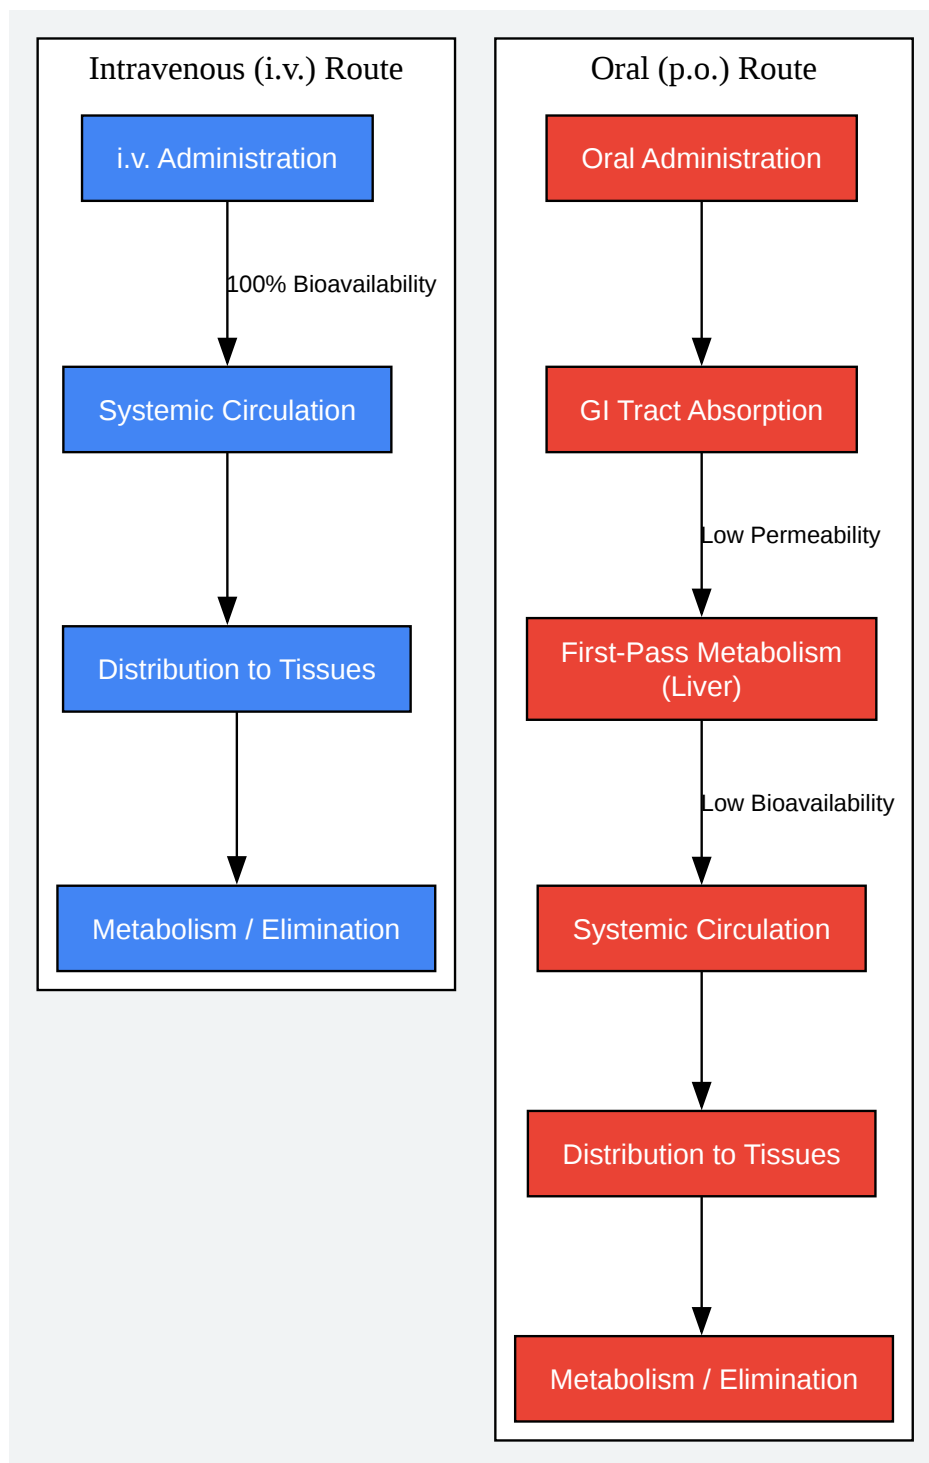 Intravenous (i.v.) Route
i.v. Administration
100% Bioavailability
Systemic Circulation
Distribution to Tissues
Metabolism / Elimination
Oral (p.o.) Route
Oral Administration
GI Tract Absorption
Low Permeability
First-Pass Metabolism
(Liver)
Low Bioavailability
Systemic Circulation
Distribution to Tissues
Metabolism / Elimination